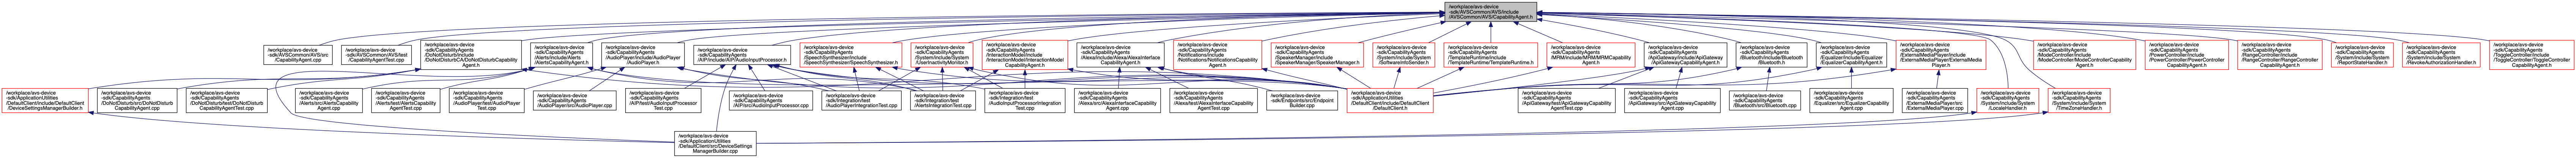 /workplace/avs-device
-sdk/AVSCommon/AVS/include
/AVSCommon/AVS/CapabilityAgent.h
/workplace/avs-device
-sdk/AVSCommon/AVS/src
/CapabilityAgent.cpp
/workplace/avs-device
-sdk/AVSCommon/AVS/test
/CapabilityAgentTest.cpp
/workplace/avs-device
-sdk/CapabilityAgents
/DoNotDisturb/include
/DoNotDisturbCA/DoNotDisturbCapability
Agent.h
/workplace/avs-device
-sdk/CapabilityAgents
/Alerts/include/Alerts
/AlertsCapabilityAgent.h
/workplace/avs-device
-sdk/CapabilityAgents
/AudioPlayer/include/AudioPlayer
/AudioPlayer.h
/workplace/avs-device
-sdk/CapabilityAgents
/AIP/include/AIP/AudioInputProcessor.h
/workplace/avs-device
-sdk/CapabilityAgents
/SpeechSynthesizer/include
/SpeechSynthesizer/SpeechSynthesizer.h
/workplace/avs-device
-sdk/CapabilityAgents
/System/include/System
/UserInactivityMonitor.h
/workplace/avs-device
-sdk/CapabilityAgents
/InteractionModel/include
/InteractionModel/InteractionModel
CapabilityAgent.h
/workplace/avs-device
-sdk/CapabilityAgents
/Alexa/include/Alexa/AlexaInterface
CapabilityAgent.h
/workplace/avs-device
-sdk/CapabilityAgents
/Notifications/include
/Notifications/NotificationsCapability
Agent.h
/workplace/avs-device
-sdk/CapabilityAgents
/SpeakerManager/include
/SpeakerManager/SpeakerManager.h
/workplace/avs-device
-sdk/CapabilityAgents
/System/include/System
/SoftwareInfoSender.h
/workplace/avs-device
-sdk/CapabilityAgents
/TemplateRuntime/include
/TemplateRuntime/TemplateRuntime.h
/workplace/avs-device
-sdk/CapabilityAgents
/MRM/include/MRM/MRMCapability
Agent.h
/workplace/avs-device
-sdk/CapabilityAgents
/ApiGateway/include/ApiGateway
/ApiGatewayCapabilityAgent.h
/workplace/avs-device
-sdk/CapabilityAgents
/Bluetooth/include/Bluetooth
/Bluetooth.h
/workplace/avs-device
-sdk/CapabilityAgents
/Equalizer/include/Equalizer
/EqualizerCapabilityAgent.h
/workplace/avs-device
-sdk/CapabilityAgents
/ExternalMediaPlayer/include
/ExternalMediaPlayer/ExternalMedia
Player.h
/workplace/avs-device
-sdk/CapabilityAgents
/ModeController/include
/ModeController/ModeControllerCapability
Agent.h
/workplace/avs-device
-sdk/CapabilityAgents
/PowerController/include
/PowerController/PowerController
CapabilityAgent.h
/workplace/avs-device
-sdk/CapabilityAgents
/RangeController/include
/RangeController/RangeController
CapabilityAgent.h
/workplace/avs-device
-sdk/CapabilityAgents
/System/include/System
/ReportStateHandler.h
/workplace/avs-device
-sdk/CapabilityAgents
/System/include/System
/RevokeAuthorizationHandler.h
/workplace/avs-device
-sdk/CapabilityAgents
/ToggleController/include
/ToggleController/ToggleController
CapabilityAgent.h
/workplace/avs-device
-sdk/ApplicationUtilities
/DefaultClient/include/DefaultClient
/DeviceSettingsManagerBuilder.h
/workplace/avs-device
-sdk/CapabilityAgents
/DoNotDisturb/src/DoNotDisturb
CapabilityAgent.cpp
/workplace/avs-device
-sdk/CapabilityAgents
/DoNotDisturb/test/DoNotDisturb
CapabilityAgentTest.cpp
/workplace/avs-device
-sdk/CapabilityAgents
/Alerts/src/AlertsCapability
Agent.cpp
/workplace/avs-device
-sdk/CapabilityAgents
/Alerts/test/AlertsCapability
AgentTest.cpp
/workplace/avs-device
-sdk/CapabilityAgents
/AudioPlayer/test/AudioPlayer
Test.cpp
/workplace/avs-device
-sdk/CapabilityAgents
/AudioPlayer/src/AudioPlayer.cpp
/workplace/avs-device
-sdk/CapabilityAgents
/AIP/test/AudioInputProcessor
Test.cpp
/workplace/avs-device
-sdk/CapabilityAgents
/AIP/src/AudioInputProcessor.cpp
/workplace/avs-device
-sdk/Integration/test
/AudioPlayerIntegrationTest.cpp
/workplace/avs-device
-sdk/Integration/test
/AlertsIntegrationTest.cpp
/workplace/avs-device
-sdk/Integration/test
/AudioInputProcessorIntegration
Test.cpp
/workplace/avs-device
-sdk/CapabilityAgents
/Alexa/src/AlexaInterfaceCapability
Agent.cpp
/workplace/avs-device
-sdk/CapabilityAgents
/Alexa/test/AlexaInterfaceCapability
AgentTest.cpp
/workplace/avs-device
-sdk/Endpoints/src/Endpoint
Builder.cpp
/workplace/avs-device
-sdk/ApplicationUtilities
/DefaultClient/include/DefaultClient
/DefaultClient.h
/workplace/avs-device
-sdk/CapabilityAgents
/ApiGateway/test/ApiGatewayCapability
AgentTest.cpp
/workplace/avs-device
-sdk/CapabilityAgents
/ApiGateway/src/ApiGatewayCapability
Agent.cpp
/workplace/avs-device
-sdk/CapabilityAgents
/Bluetooth/src/Bluetooth.cpp
/workplace/avs-device
-sdk/CapabilityAgents
/Equalizer/src/EqualizerCapability
Agent.cpp
/workplace/avs-device
-sdk/CapabilityAgents
/ExternalMediaPlayer/src
/ExternalMediaPlayer.cpp
/workplace/avs-device
-sdk/CapabilityAgents
/System/include/System
/LocaleHandler.h
/workplace/avs-device
-sdk/CapabilityAgents
/System/include/System
/TimeZoneHandler.h
/workplace/avs-device
-sdk/ApplicationUtilities
/DefaultClient/src/DeviceSettings
ManagerBuilder.cpp